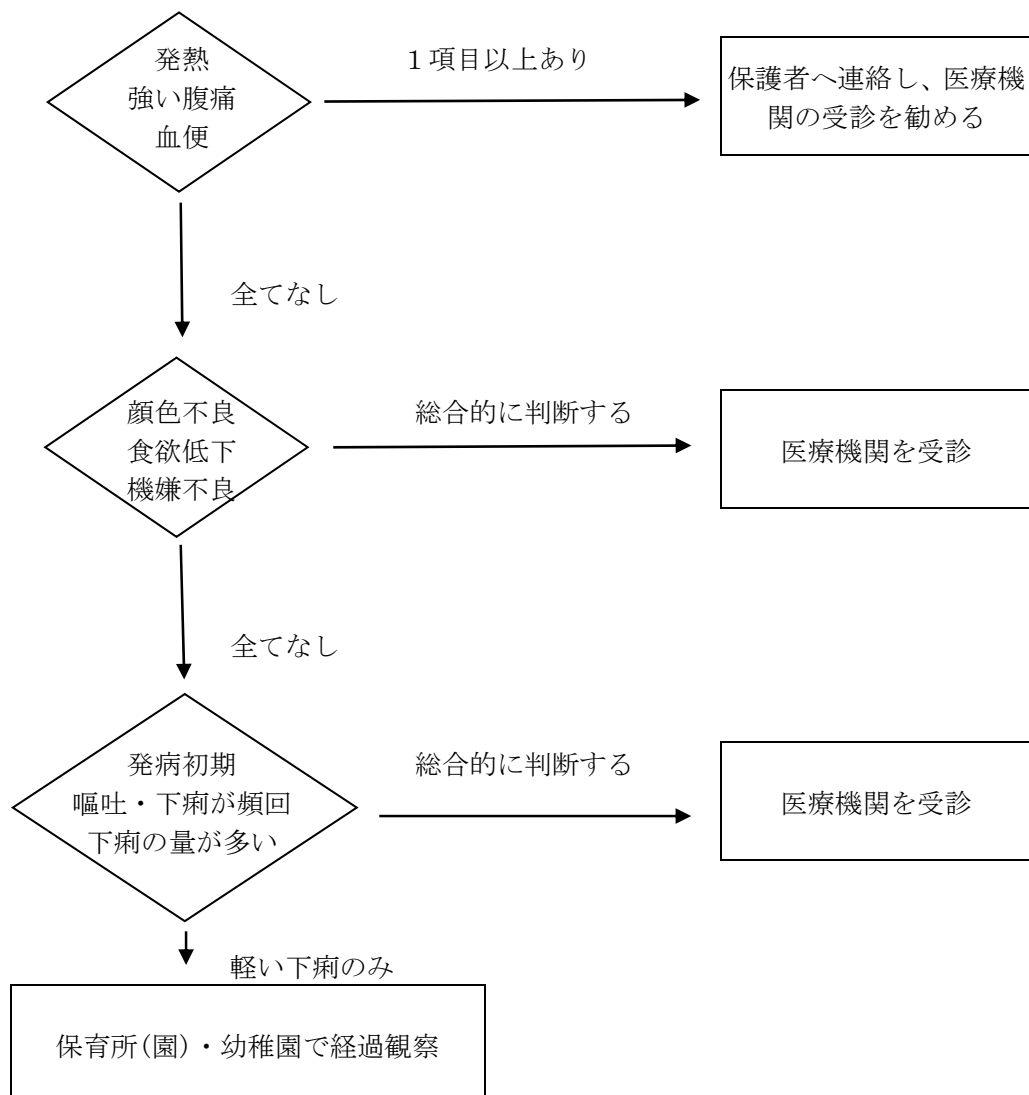 発熱
強い腹痛
血便
１項目以上あり
保護者へ連絡し、医療機
関の受診を勧める
全てなし
顔色不良
食欲低下
機嫌不良
総合的に判断する
医療機関を受診
全てなし
発病初期
嘔吐・下痢が頻回
下痢の量が多い
総合的に判断する
医療機関を受診
軽い下痢のみ
保育所(園)・幼稚園で経過観察